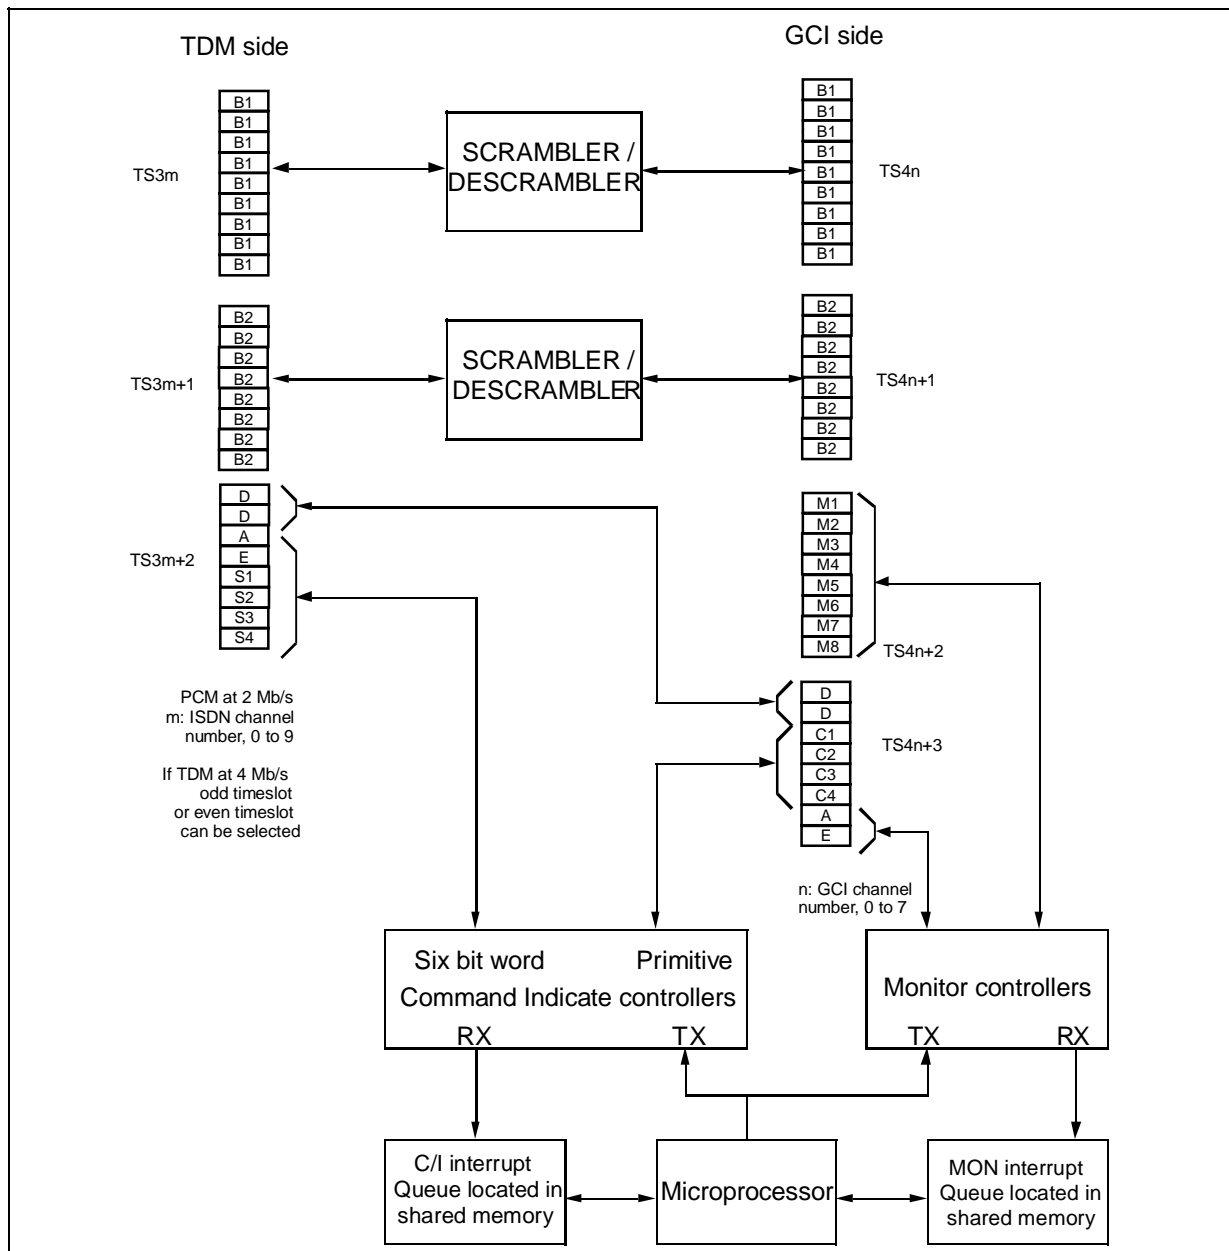 TDM side
GCI side
B1
B1
B1
B1
B1
B1
B1
B1
B1
TS3m
SCRAMBLER /
DESCRAMBLER
B1
B1
B1
B1
B1
B1
B1
B1
B1
TS4n
B2
B2
B2
B2
B2
B2
B2
B2
TS3m+1
SCRAMBLER /
DESCRAMBLER
B2
B2
B2
B2
B2
B2
B2
B2
TS4n+1
D
D
A
E
S1
S2
S3
S4
TS3m+2
M1
M2
M3
M4
M5
M6
M7
M8
TS4n+2
PCM at 2 Mb/s
m: ISDN channel
number, 0 to 9
If TDM at 4 Mb/s
odd timeslot
or even timeslot
can be selected
D
D
C1
C2
C3
C4
A
E
TS4n+3
n: GCI channel
number, 0 to 7
Six bit word Primitive
Command Indicate controllers
RX TX
Monitor controllers
TX RX
C/I interrupt
Queue located in
shared memory
Microprocessor
MON interrupt
Queue located in
shared memory